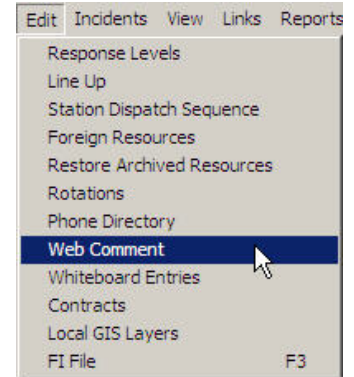 Edit Incidents View Links Reports
Response Levels
Line Up
Station Dispatch Sequence
Foreign Resources
Restore Archived Resources
Rotations
Phone Directory
Web Comment
Whiteboard Entries
Contracts
Local GIS Layers
FI File F3